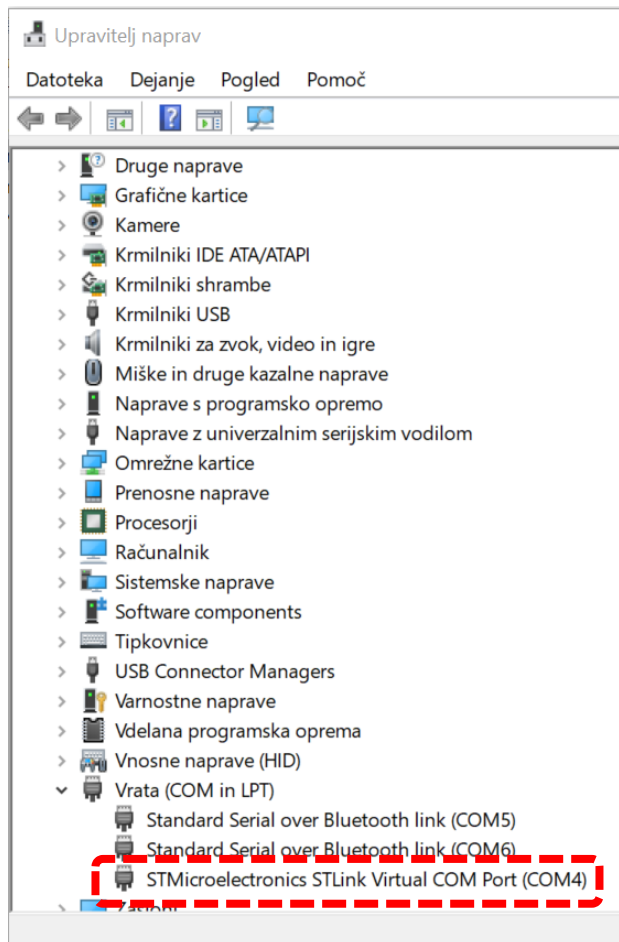 Upravitelj naprav
Datoteka Dejanje Pogled Pomoč
Druge naprave
Grafične kartice
Kamere
Krmilniki IDE ATA/ATAPI
Krmilniki shrambe
Krmilniki USB
Krmilniki za zvok, video in igre
Miške in druge kazalne naprave
Naprave s programsko opremo
Naprave z univerzalnim serijskim vodilom
Omrežne kartice
Prenosne naprave
Procesorji
Računalnik
Sistemske naprave
Software components
Tipkovnice
USB Connector Managers
Varnostne naprave
Vdelana programska oprema
Vnosne naprave (HID)
Vrata (COM in LPT)
Standard Serial over Bluetooth link (COM5)
Standard Serial over Bluetooth link (COM6)
STMicroelectronics STLink Virtual COM Port (COM4)